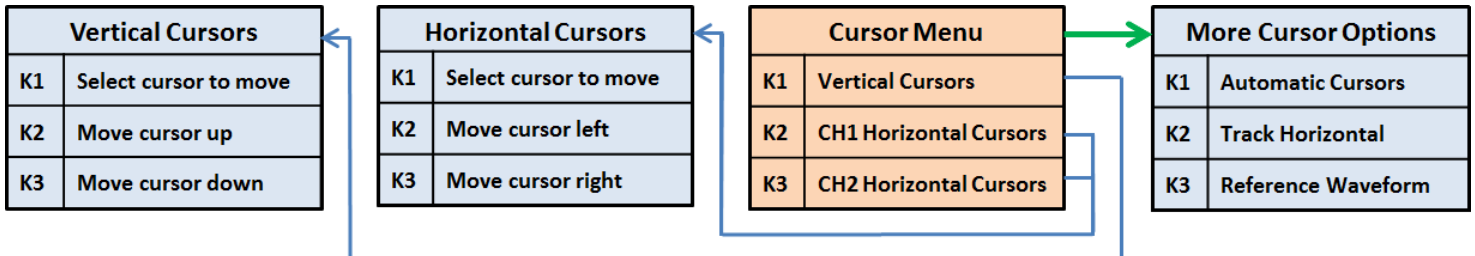 Vertical Cursors
K1 Select cursor to move
K2 Move cursor up
K3 Move cursor down
Horizontal Cursors
K1 Select cursor to move
K2 Move cursor left
K3 Move cursor right
Cursor Menu
K1 Vertical Cursors
K2 CH1 Horizontal Cursors
K3 CH2 Horizontal Cursors
More Cursor Options
K1 Automatic Cursors
K2 Track Horizontal
K3 Reference Waveform